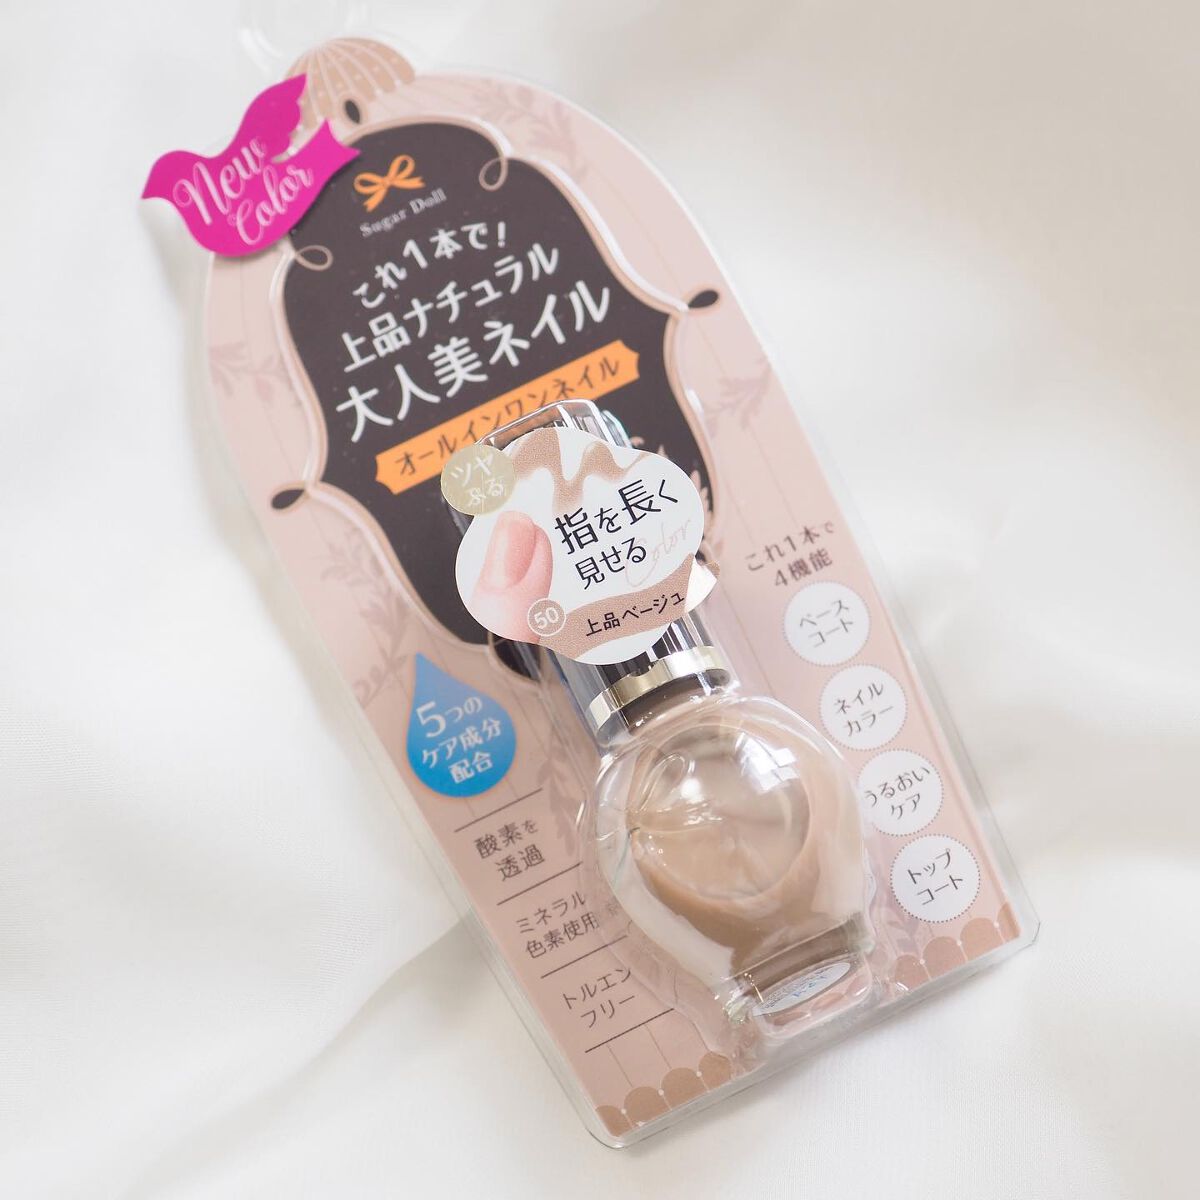 New
Color
Sugar Doll
これ1本で!
上品ナチュラル
大人美ネイル
オールインワンネイル
ツヤ
ぷる
指を長く
見せる
Color
50
上品ベージュ
これ1本で
4機能
ベース
コート
ネイル
カラー
うるおい
ケア
トップ
コート
5つの
ケア成分
配合
酸素を
透過
ミネラル
色素使用
トルエン
フリー